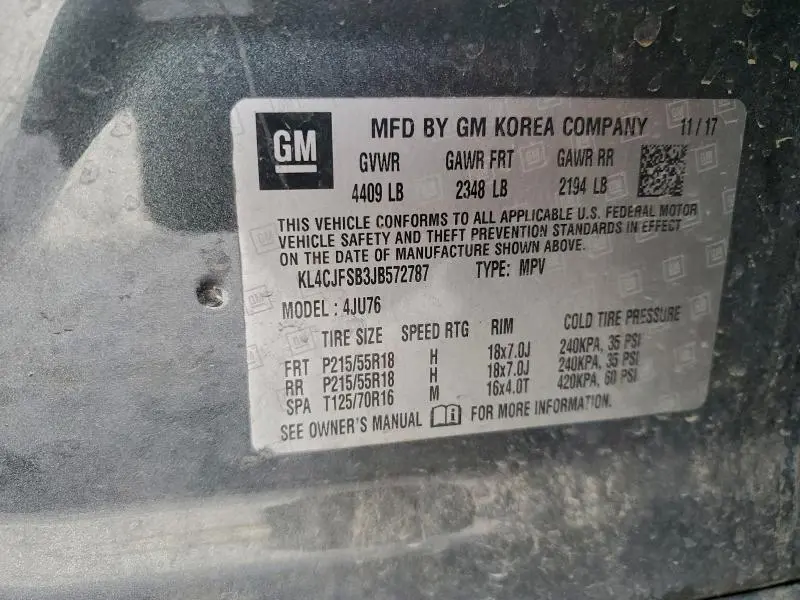 GM
MFD BY GM KOREA COMPANY 11/17
GVWR GAWR FRT GAWR RR
4409 LB 2348 LB 2194 LB
THIS VEHICLE CONFORMS TO ALL APPLICABLE U.S. FEDERAL MOTOR
VEHICLE SAFETY AND THEFT PREVENTION STANDARDS IN EFFECT
ON THE DATE OF MANUFACTURE SHOWN ABOVE.
KL4CJFSB3JB572787 TYPE: MPV
MODEL : 4JU76
TIRE SIZE SPEED RTG RIM COLD TIRE PRESSURE
FRT P215/55R18 H 18x7.0J 240KPA, 35 PSI
RR P215/55R18 H 18x7.0J 240KPA, 35 PSI
SPA T125/70R16 M 16x4.0T 420KPA, 60 PSI
SEE OWNER'S MANUAL FOR MORE INFORMATION.